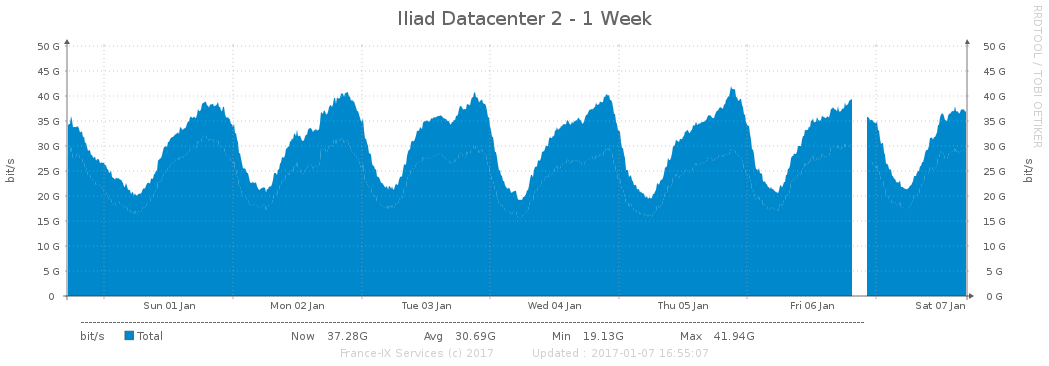 Iliad Datacenter 2 - 1 Week
RRDTOOL / TOBI OETIKER
bit/s
50 G 50 G
45 G 45 G
40 G 40 G
35 G 35 G
30 G 30 G
25 G 25 G
20 G 20 G
15 G 15 G
10 G 10 G
5 G 5 G
0 0 G
bit/s
Sun 01 Jan Mon 02 Jan Tue 03 Jan Wed 04 Jan Thu 05 Jan Fri 06 Jan Sat 07 Jan
bit/s Total Now 37.28G Avg 30.69G Min 19.13G Max 41.94G
France-IX Services (c) 2017 Updated : 2017-01-07 16:55:07